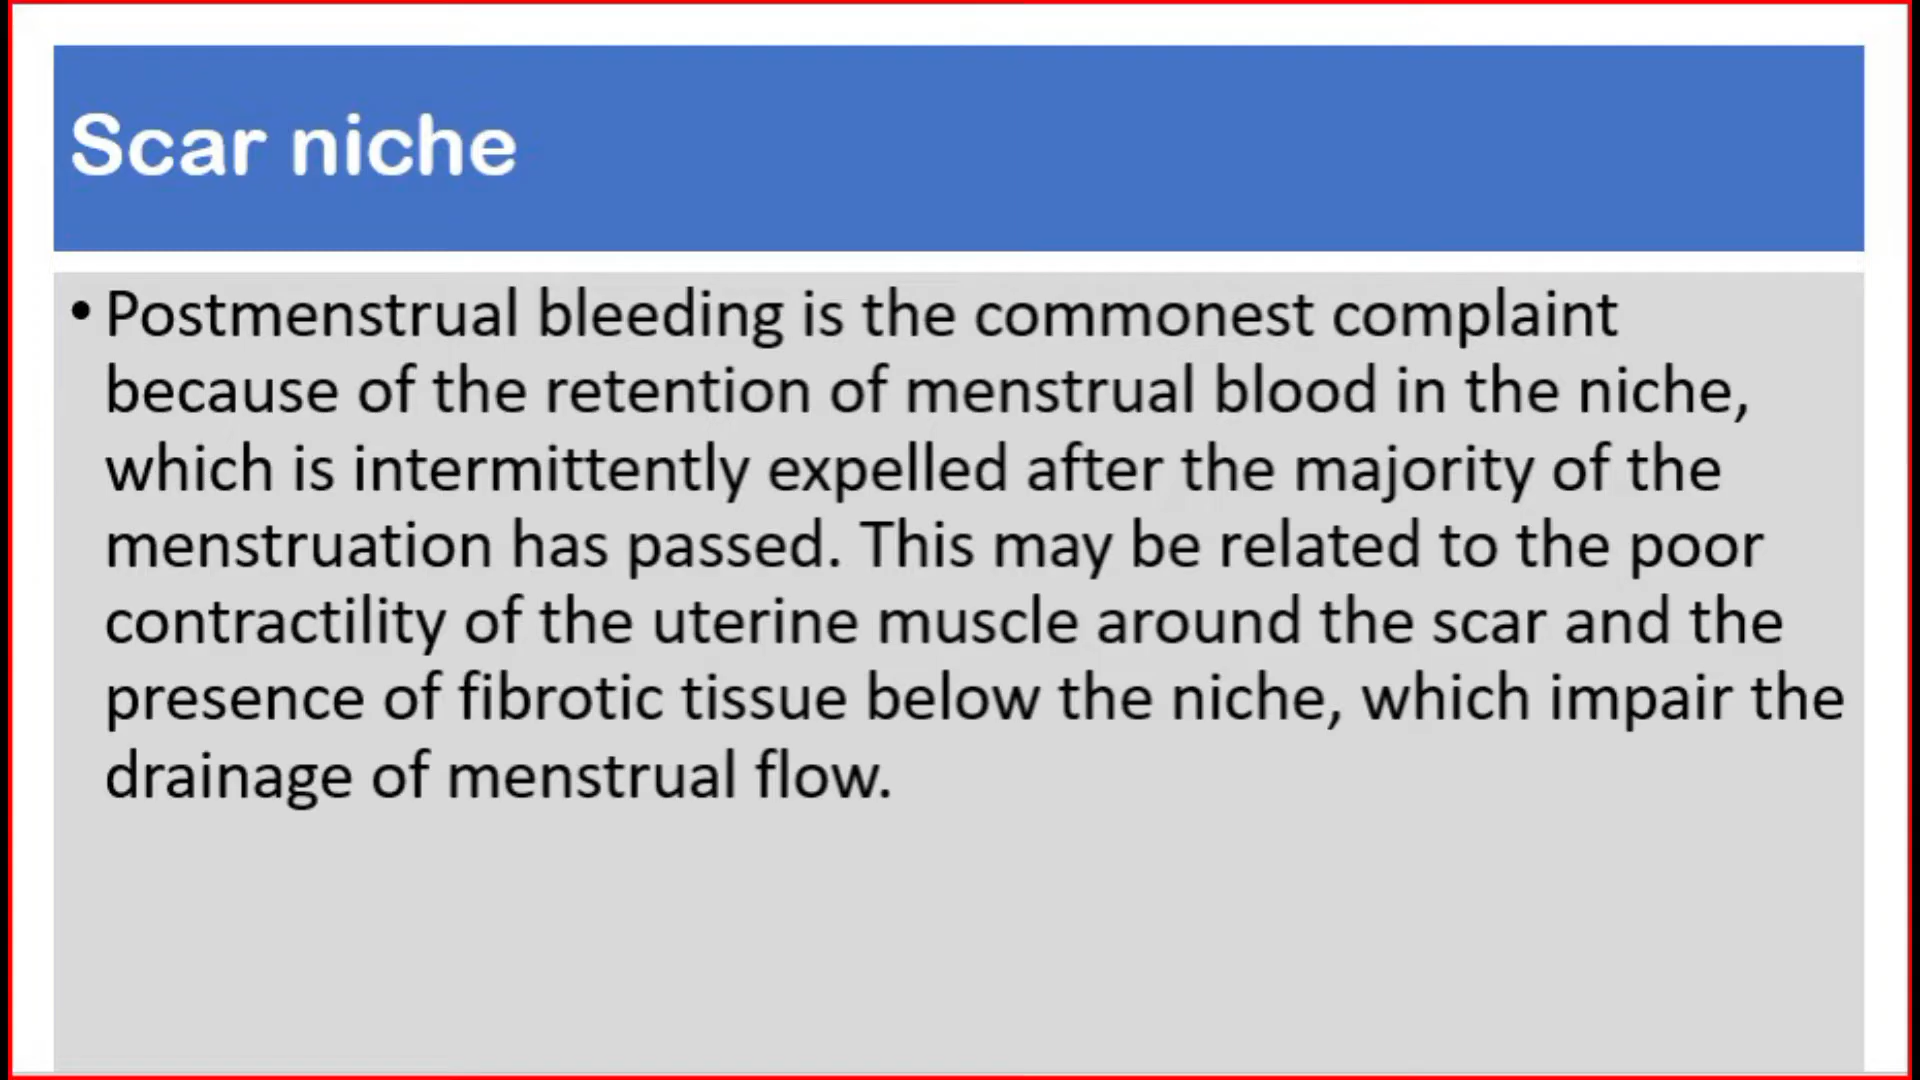 Scar niche
• Postmenstrual bleeding is the commonest complaint
because of the retention of menstrual blood in the niche,
which is intermittently expelled after the majority of the
menstruation has passed. This may be related to the poor
contractility of the uterine muscle around the scar and the
presence of fibrotic tissue below the niche, which impair the
drainage of menstrual flow.